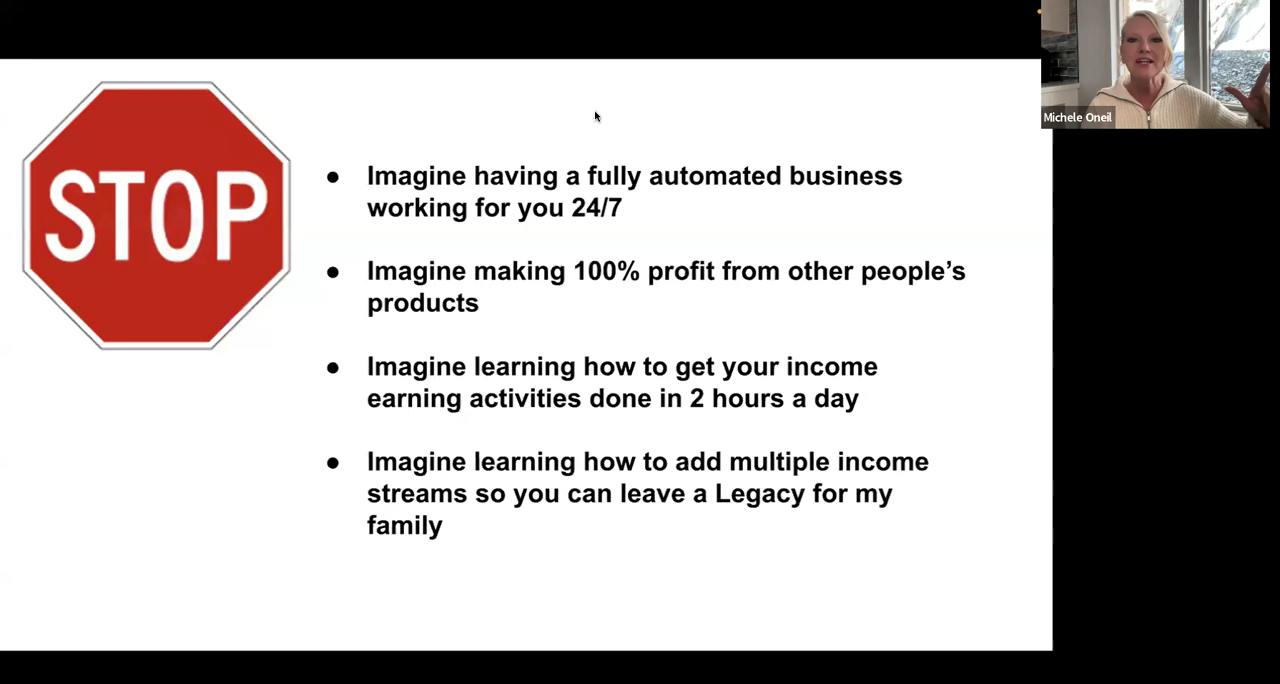 STOP
● Imagine having a fully automated business
working for you 24/7
● Imagine making 100% profit from other people’s
products
● Imagine learning how to get your income
earning activities done in 2 hours a day
● Imagine learning how to add multiple income
streams so you can leave a Legacy for my
family
Michele Oneil